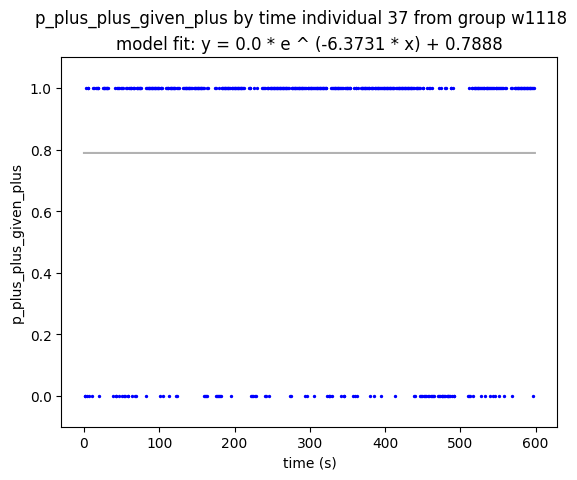 p_plus_plus_given_plus by time individual 37 from group w1118
model fit: y = 0.0 * e ^ (-6.3731 * x) + 0.7888
p_plus_plus_given_plus
1.0
0.8
0.6
0.4
0.2
0.0
0 100 200 300 400 500 600
time (s)